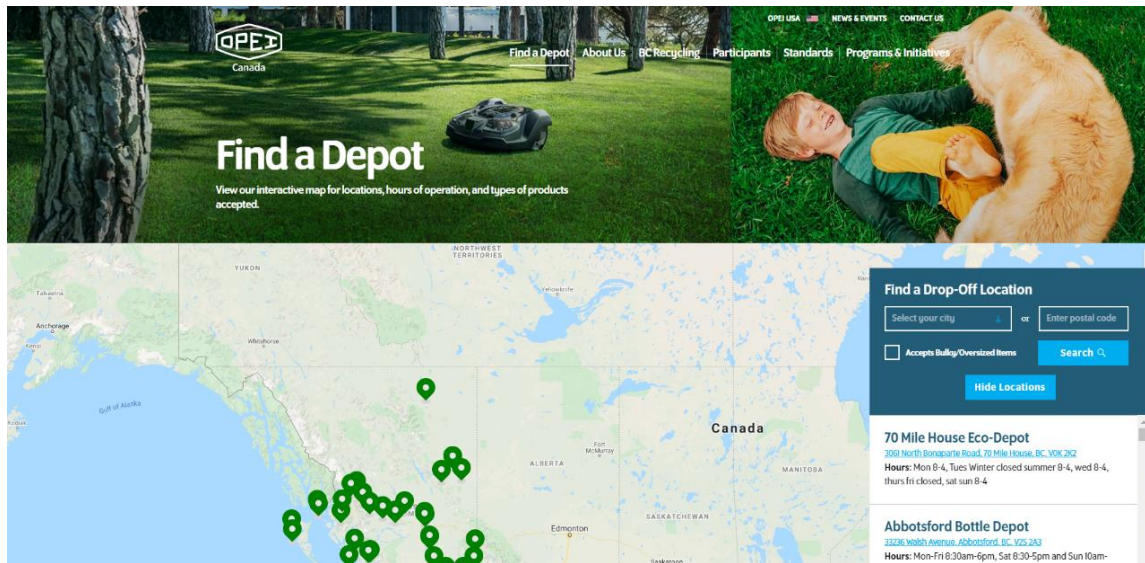 OPEI USA NEWS & EVENTS CONTACT US
OPEI
Canada
Find a Depot About Us BC Recycling Participants Standards Programs & Initiatives
Find a Depot
View our interactive map for locations, hours of operation, and types of products
accepted.
NORTHWEST
TERRITORIES
YUKON
Yellowknife
Talkeetna
Anchorage
Kenai
Whitehorse
Gulf of Alaska
Kodiak
Canada
Fort
McMurray
ALBERTA
MANITOBA
SASKATCHEWAN
Edmonton
Saskatoon
Find a Drop-Off Location
Select your city or Enter postal code
Accepts Bulky/Oversized Items Search
Hide Locations
70 Mile House Eco-Depot
3061 North Bonaparte Road, 70 Mile House, BC, V0K 2K2
Hours: Mon 8-4, Tues Winter closed summer 8-4, wed 8-4,
thurs fri closed, sat sun 8-4
Abbotsford Bottle Depot
33236 Walsh Avenue, Abbotsford, BC, V2S 2A3
Hours: Mon-Fri 8:30am-6pm, Sat 8:30-5pm and Sun 10am-